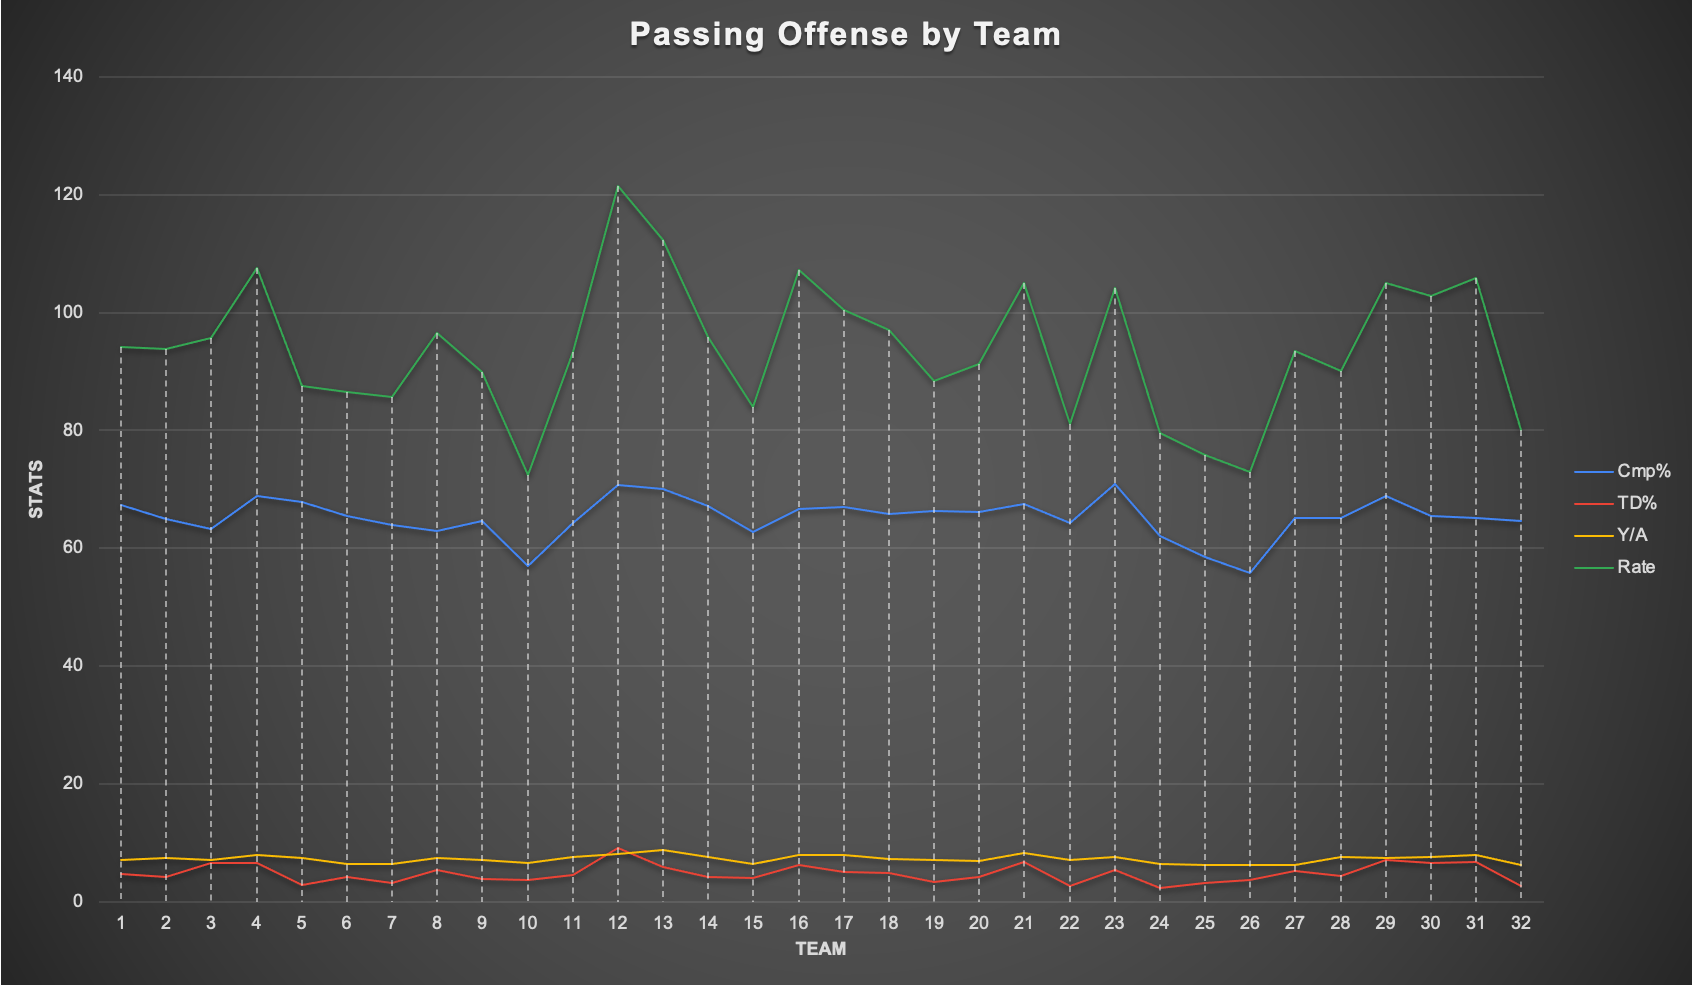 Passing Offense by Team
140
120
100
80
60
40
20
0
STATS
1 2 3 4 5 6 7 8 9 10 11 12 13 14 15 16 17 18 19 20 21 22 23 24 25 26 27 28 29 30 31 32
TEAM
Cmp%
TD%
Y/A
Rate